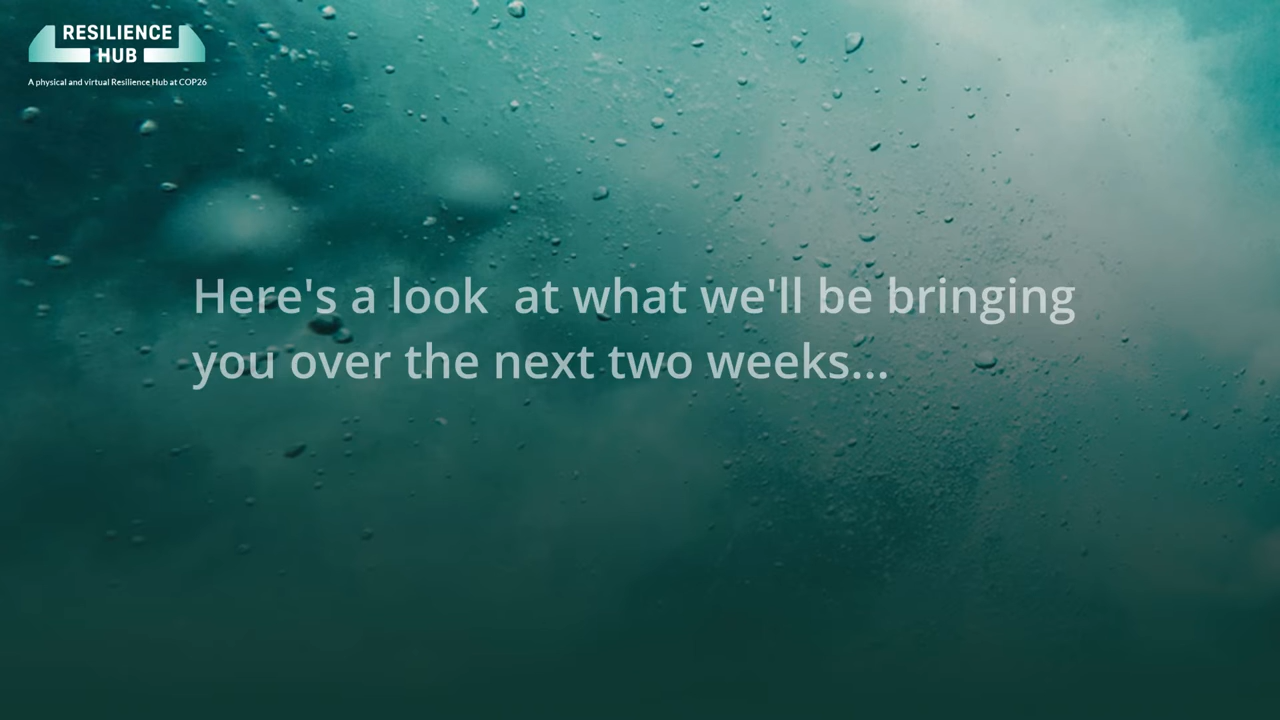 RESILIENCE
HUB
A physical and virtual Resilience Hub at COP26
Here's a look  at what we'll be bringing
you over the next two weeks...